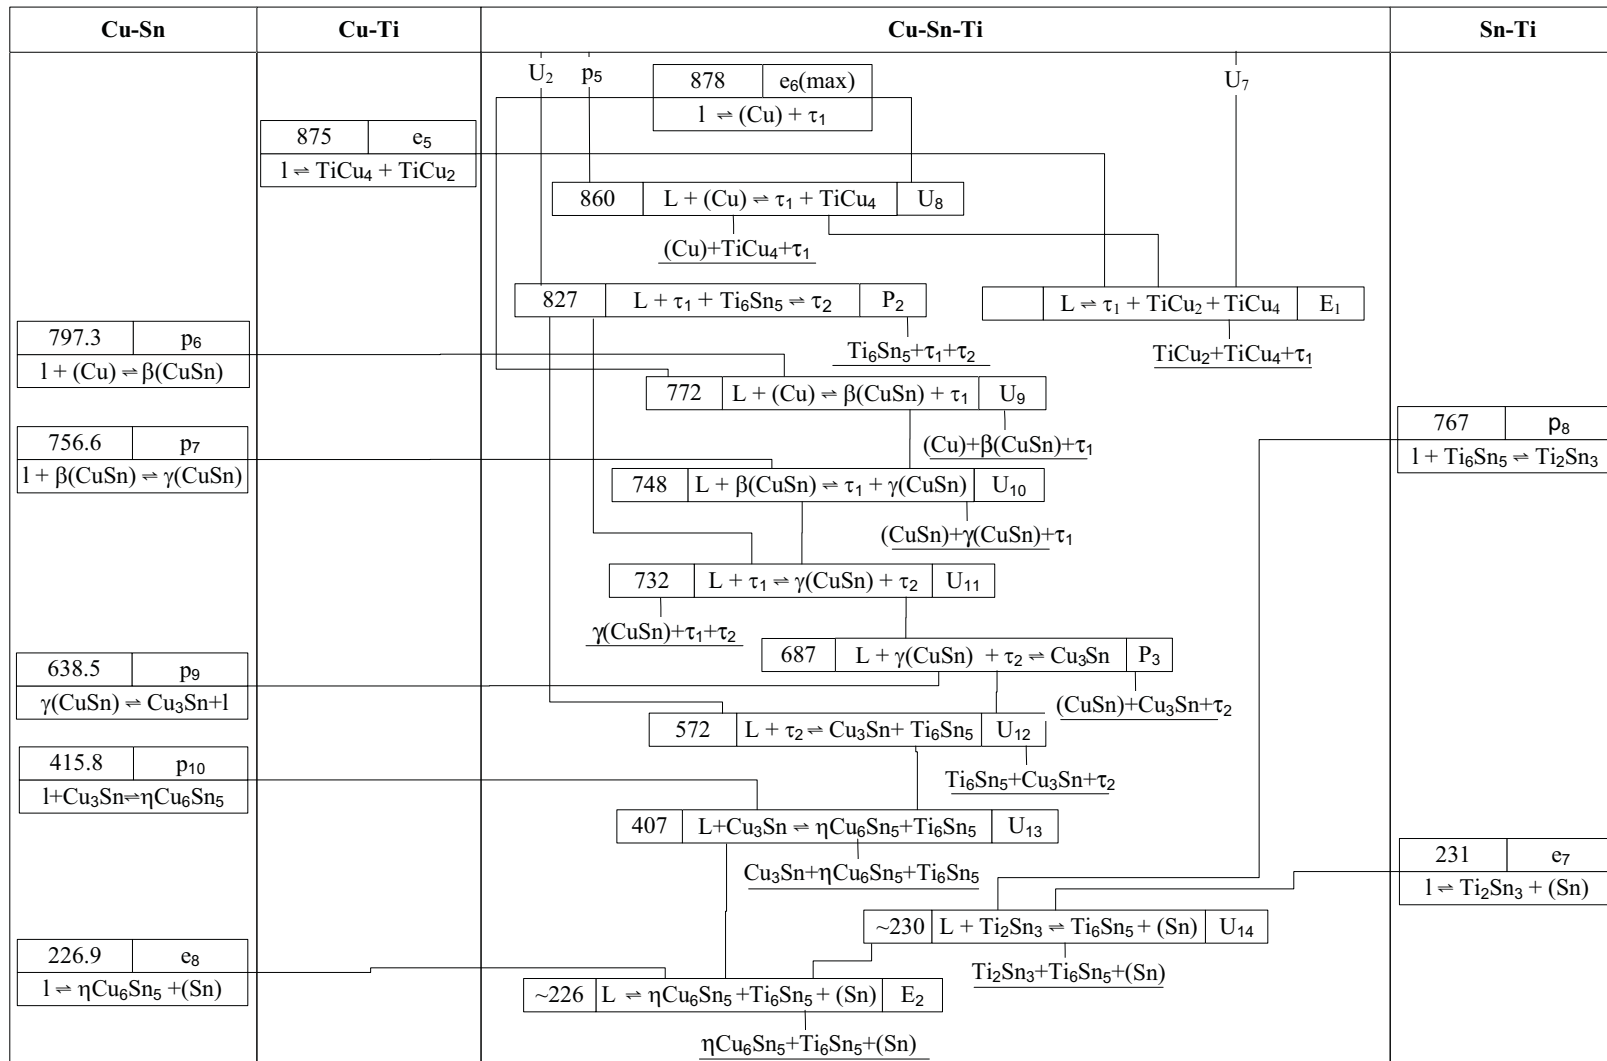 Cu-Sn
Cu-Ti
Cu-Sn-Ti
Sn-Ti
U₂
p₅
878
e₆(max)
l ⇌ (Cu) + τ₁
U₇
875
e₅
l ⇌ TiCu₄ + TiCu₂
860
L + (Cu) ⇌ τ₁ + TiCu₄
U₈
(Cu)+TiCu₄+τ₁
827
L + τ₁ + Ti₆Sn₅ ⇌ τ₂
P₂
L ⇌ τ₁ + TiCu₂ + TiCu₄
E₁
797.3
p₆
l + (Cu) ⇌ β(CuSn)
Ti₆Sn₅+τ₁+τ₂
TiCu₂+TiCu₄+τ₁
772
L + (Cu) ⇌ β(CuSn) + τ₁
U₉
(Cu)+β(CuSn)+τ₁
767
p₈
l + Ti₆Sn₅ ⇌ Ti₂Sn₃
756.6
p₇
l + β(CuSn) ⇌ γ(CuSn)
748
L + β(CuSn) ⇌ τ₁ + γ(CuSn)
U₁₀
(CuSn)+γ(CuSn)+τ₁
732
L + τ₁ ⇌ γ(CuSn) + τ₂
U₁₁
γ(CuSn)+τ₁+τ₂
687
L + γ(CuSn) + τ₂ ⇌ Cu₃Sn
P₃
(CuSn)+Cu₃Sn+τ₂
638.5
p₉
γ(CuSn) ⇌ Cu₃Sn+l
572
L + τ₂ ⇌ Cu₃Sn+ Ti₆Sn₅
U₁₂
Ti₆Sn₅+Cu₃Sn+τ₂
415.8
p₁₀
l+Cu₃Sn⇌ηCu₆Sn₅
407
L+Cu₃Sn ⇌ ηCu₆Sn₅+Ti₆Sn₅
U₁₃
Cu₃Sn+ηCu₆Sn₅+Ti₆Sn₅
231
e₇
l ⇌ Ti₂Sn₃ + (Sn)
~230
L + Ti₂Sn₃ ⇌ Ti₆Sn₅ + (Sn)
U₁₄
Ti₂Sn₃+Ti₆Sn₅+(Sn)
226.9
e₈
l ⇌ ηCu₆Sn₅ +(Sn)
~226
L ⇌ ηCu₆Sn₅ +Ti₆Sn₅ + (Sn)
E₂
ηCu₆Sn₅+Ti₆Sn₅+(Sn)